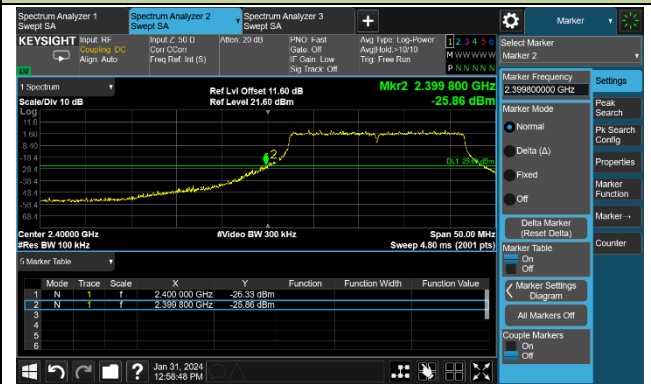 Spectrum Analyzer 1
Swept SA
Spectrum Analyzer 2
Swept SA
Spectrum Analyzer 3
Swept SA
+
Marker
KEYSIGHT
Input: RF
Coupling: DC
Align: Auto
Input Z: 50 Ω
Corr CCorr
Freq Ref: Int (S)
Atten: 20 dB
PNO: Fast
Gate: Off
IF Gain: Low
Sig Track: Off
Avg Type: Log-Power
Avg|Hold:>10/10
Trig: Free Run
1 2 3 4 5 6
M W W W W W
P N N N N N
Select Marker
Marker 2
1 Spectrum
Scale/Div 10 dB
Log
Ref Lvl Offset 11.60 dB
Ref Level 21.60 dBm
Mkr2 2.399 800 GHz
-25.86 dBm
11.6
1.60
-8.40
-18.4
-28.4
-38.4
-48.4
-58.4
-68.4
2
Center 2.40000 GHz
#Res BW 100 kHz
#Video BW 300 kHz
Span 50.00 MHz
Sweep 4.80 ms (2001 pts)
5 Marker Table
Mode Trace Scale X Y Function Function Width Function Value
1 N 1 f 2.400 000 GHz -26.33 dBm
2 N 1 f 2.399 800 GHz -25.86 dBm
3
4
5
6
Marker Frequency
2.399800000 GHz
Marker Mode
Normal
Delta (Δ)
Fixed
Off
Delta Marker
(Reset Delta)
Marker Table
On
Off
Marker Settings
Diagram
All Markers Off
Couple Markers
On
Off
Settings
Peak
Search
Pk Search
Config
Properties
Marker
Function
Marker→
Counter
?
Jan 31, 2024
12:58:48 PM